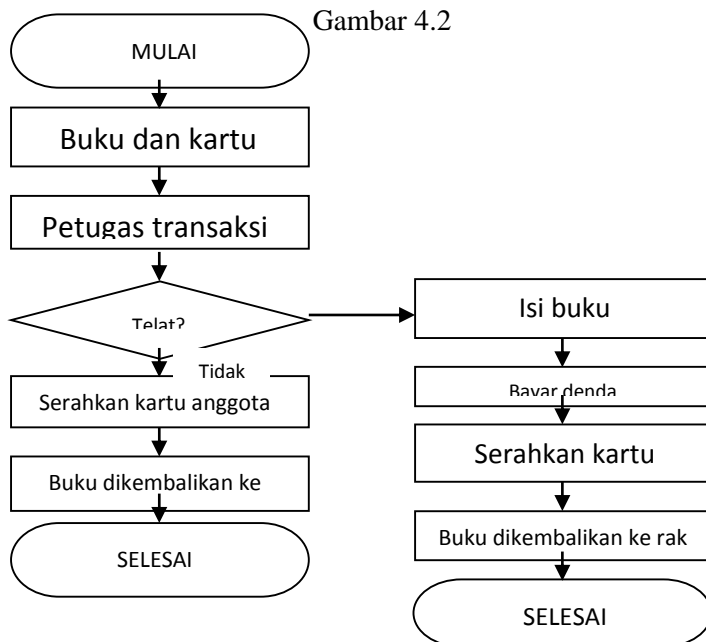 Gambar 4.2
MULAI
Buku dan kartu
Petugas transaksi
Telat?
Tidak
Serahkan kartu anggota
Buku dikembalikan ke
SELESAI
Isi buku
Bayar denda
Serahkan kartu
Buku dikembalikan ke rak
SELESAI